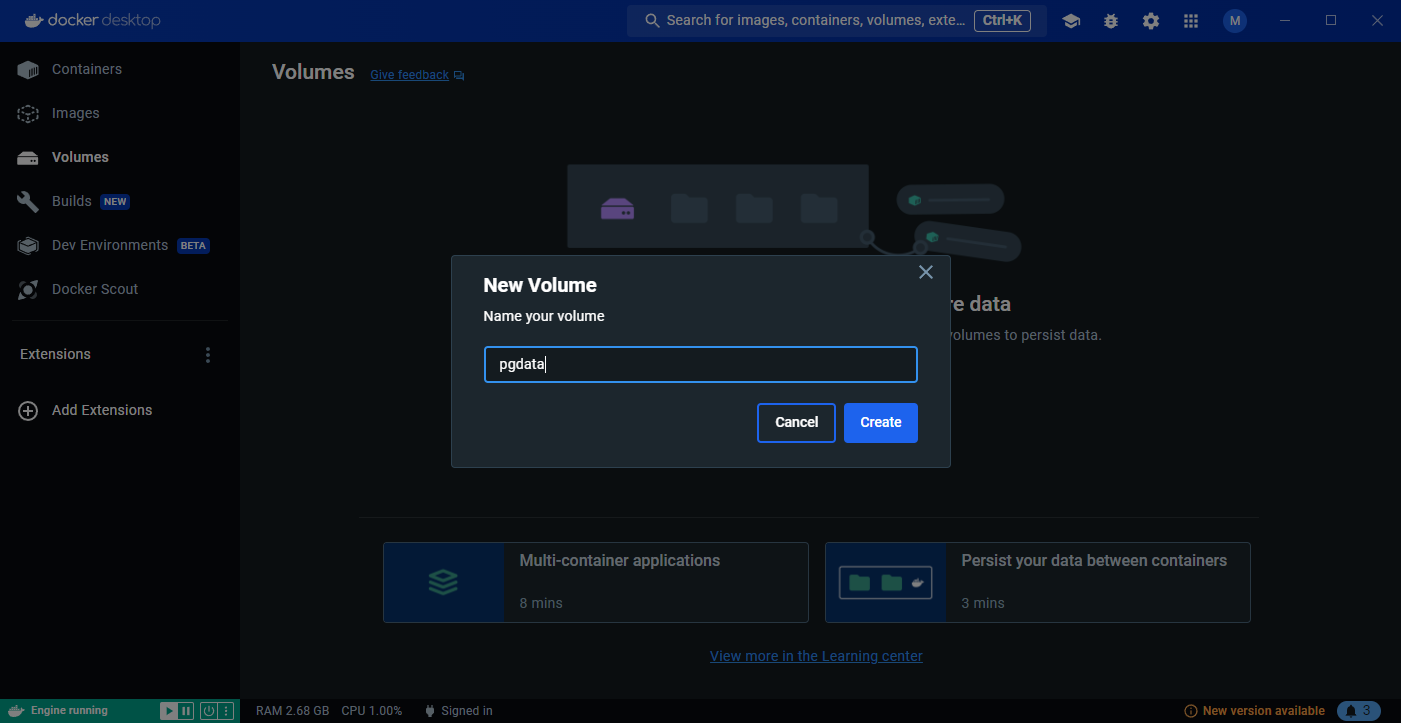 docker desktop
Search for images, containers, volumes, exte... Ctrl+K
M
Containers
Images
Volumes
Builds NEW
Dev Environments BETA
Docker Scout
Extensions
Add Extensions
Volumes Give feedback
re data
volumes to persist data.
New Volume
Name your volume
pgdata
Cancel Create
Multi-container applications
8 mins
Persist your data between containers
3 mins
View more in the Learning center
Engine running RAM 2.68 GB CPU 1.00% Signed in New version available 3